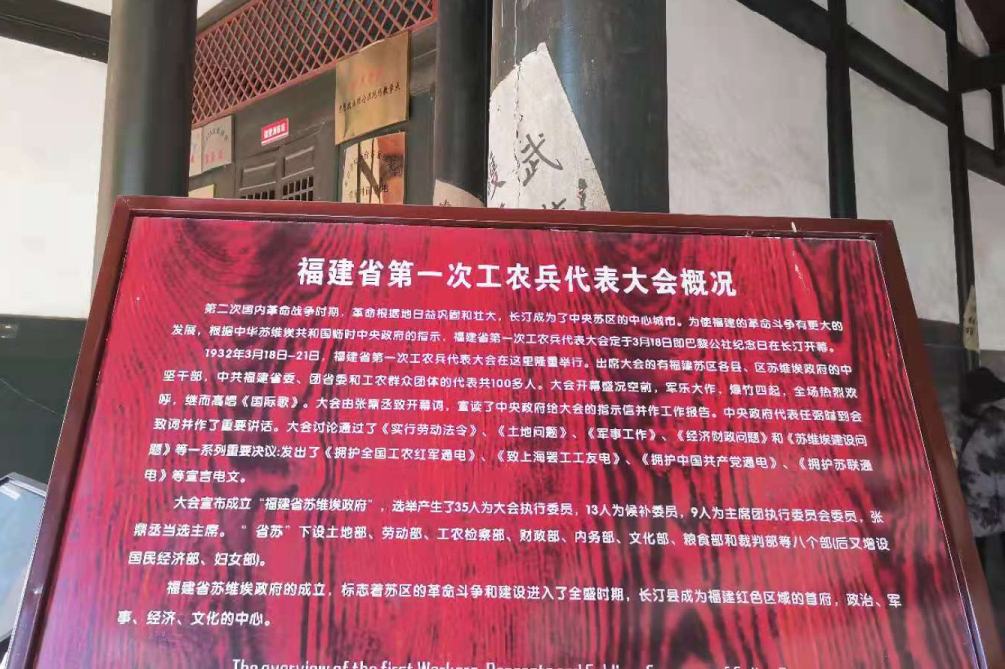 武
福建省第一次工农兵代表大会概况
第二次国内革命战争时期，革命根据地日益巩固和壮大，长汀成为了中央苏区的中心城市。为使福建的革命斗争有更大的
发展，根据中华苏维埃共和国临时中央政府的指示，福建省第一次工农兵代表大会定于3月18日即巴黎公社纪念日在长汀开幕。
1932年3月18日-21日，福建省第一次工农兵代表大会在这里隆重举行。出席大会的有福建苏区各县、区苏维埃政府的中
坚干部，中共福建省委、团省委和工农群众团体的代表共100多人。大会开幕盛况空前，军乐大作，爆竹四起，全场热烈欢
呼，继而高唱《国际歌》。大会由张鼎丞致开幕词，宣读了中央政府给大会的指示信并作工作报告。中央政府代表任弼时到会
致词并作了重要讲话。大会讨论通过了《实行劳动法令》、《土地问题》、《军事工作》、《经济财政问题》和《苏维埃建设问
题》等一系列重要决议:发出了《拥护全国工农红军通电》、《致上海罢工工友电》、《拥护中国共产党通电》、《拥护苏联通
电》等宣言电文。
大会宣布成立“福建省苏维埃政府”，选举产生了35人为大会执行委员，13人为候补委员，9人为主席团执行委员会委员，张
鼎丞当选主席。“省苏”下设土地部、劳动部、工农检察部、财政部、内务部、文化部、粮食部和裁判部等八个部(后又增设
国民经济部、妇女部)。
福建省苏维埃政府的成立，标志着苏区的革命斗争和建设进入了全盛时期，长汀县成为福建红色区域的首府，政治、军
事、经济、文化的中心。
The overview of the first Workers